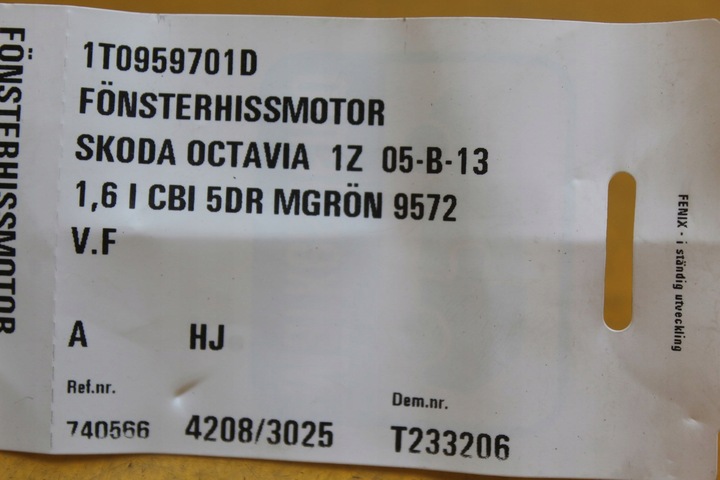 FÖNSTERHISSMOTOR
1T0959701D
FÖNSTERHISSMOTOR
SKODA OCTAVIA 1Z 05-B-13
1,6 I CBI 5DR MGRÖN 9572
V.F
A HJ
Ref.nr. Dem.nr.
740566 4208/3025 T233206
FENIX - i ständig utveckling